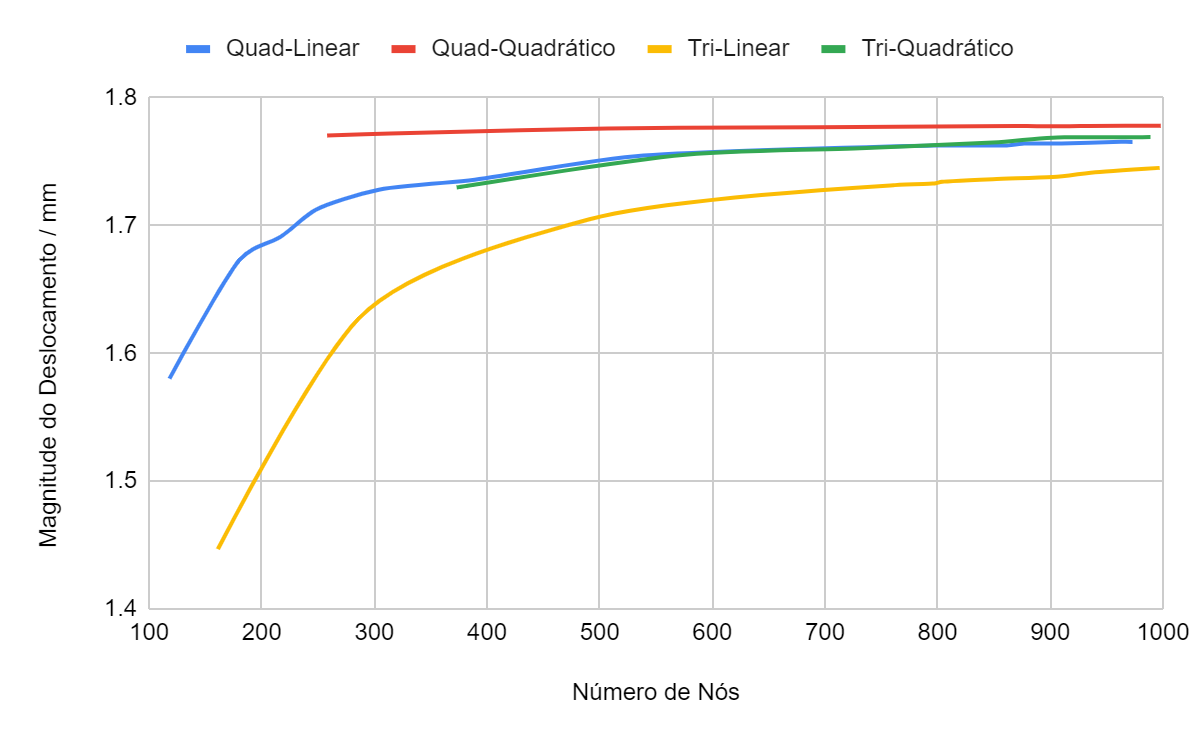 Quad-Linear Quad-Quadrático Tri-Linear Tri-Quadrático
Magnitude do Deslocamento / mm
1.8
1.7
1.6
1.5
1.4
100 200 300 400 500 600 700 800 900 1000
Número de Nós